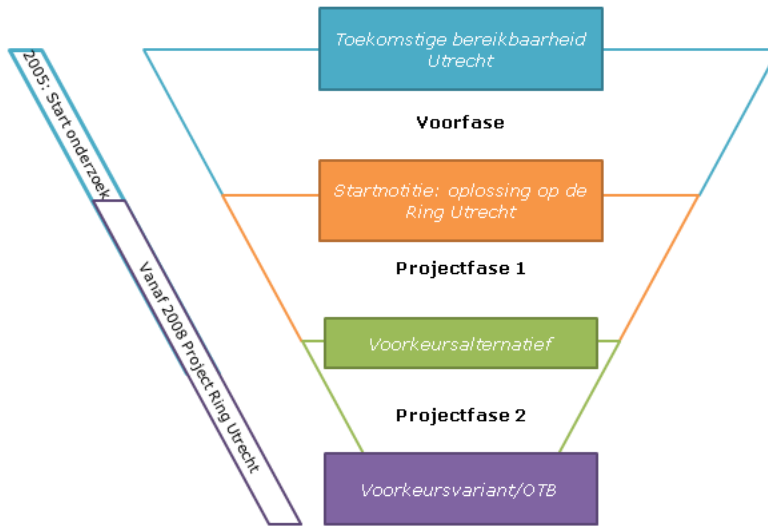 Toekomstige bereikbaarheid
Utrecht
Voorfase
Startnotitie: oplossing op de
Ring Utrecht
Projectfase 1
Voorkeursalternatief
Projectfase 2
Voorkeursvariant/OTB
2005: Start onderzoek
Vanaf 2008 Project Ring Utrecht